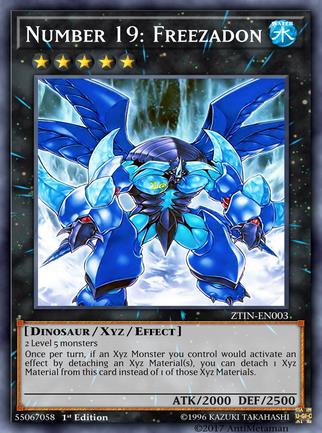 Number 19: Freezadon
WATER
水
ZTIN-EN003
[Dinosaur/Xyz/Effect]
2 Level 5 monsters
Once per turn, if an Xyz Monster you control would activate an
effect by detaching an Xyz Material(s), you can detach 1 Xyz
Material from this card instead of 1 of those Xyz Materials.
ATK/2000 DEF/2500
55067058 1st Edition ©1996 KAZUKI TAKAHASHI
©2017 AntiMetaman